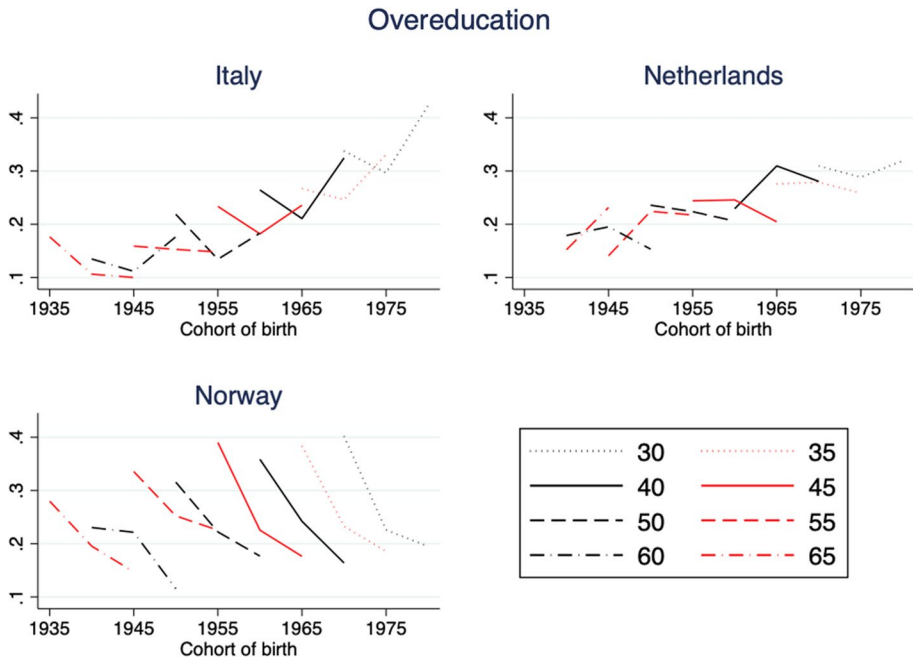 Overeducation
Italy
.4
.3
.2
.1
1935 1945 1955 1965 1975
Cohort of birth
Netherlands
.4
.3
.2
.1
1935 1945 1955 1965 1975
Cohort of birth
Norway
.4
.3
.2
.1
1935 1945 1955 1965 1975
Cohort of birth
30 35
40 45
50 55
60 65